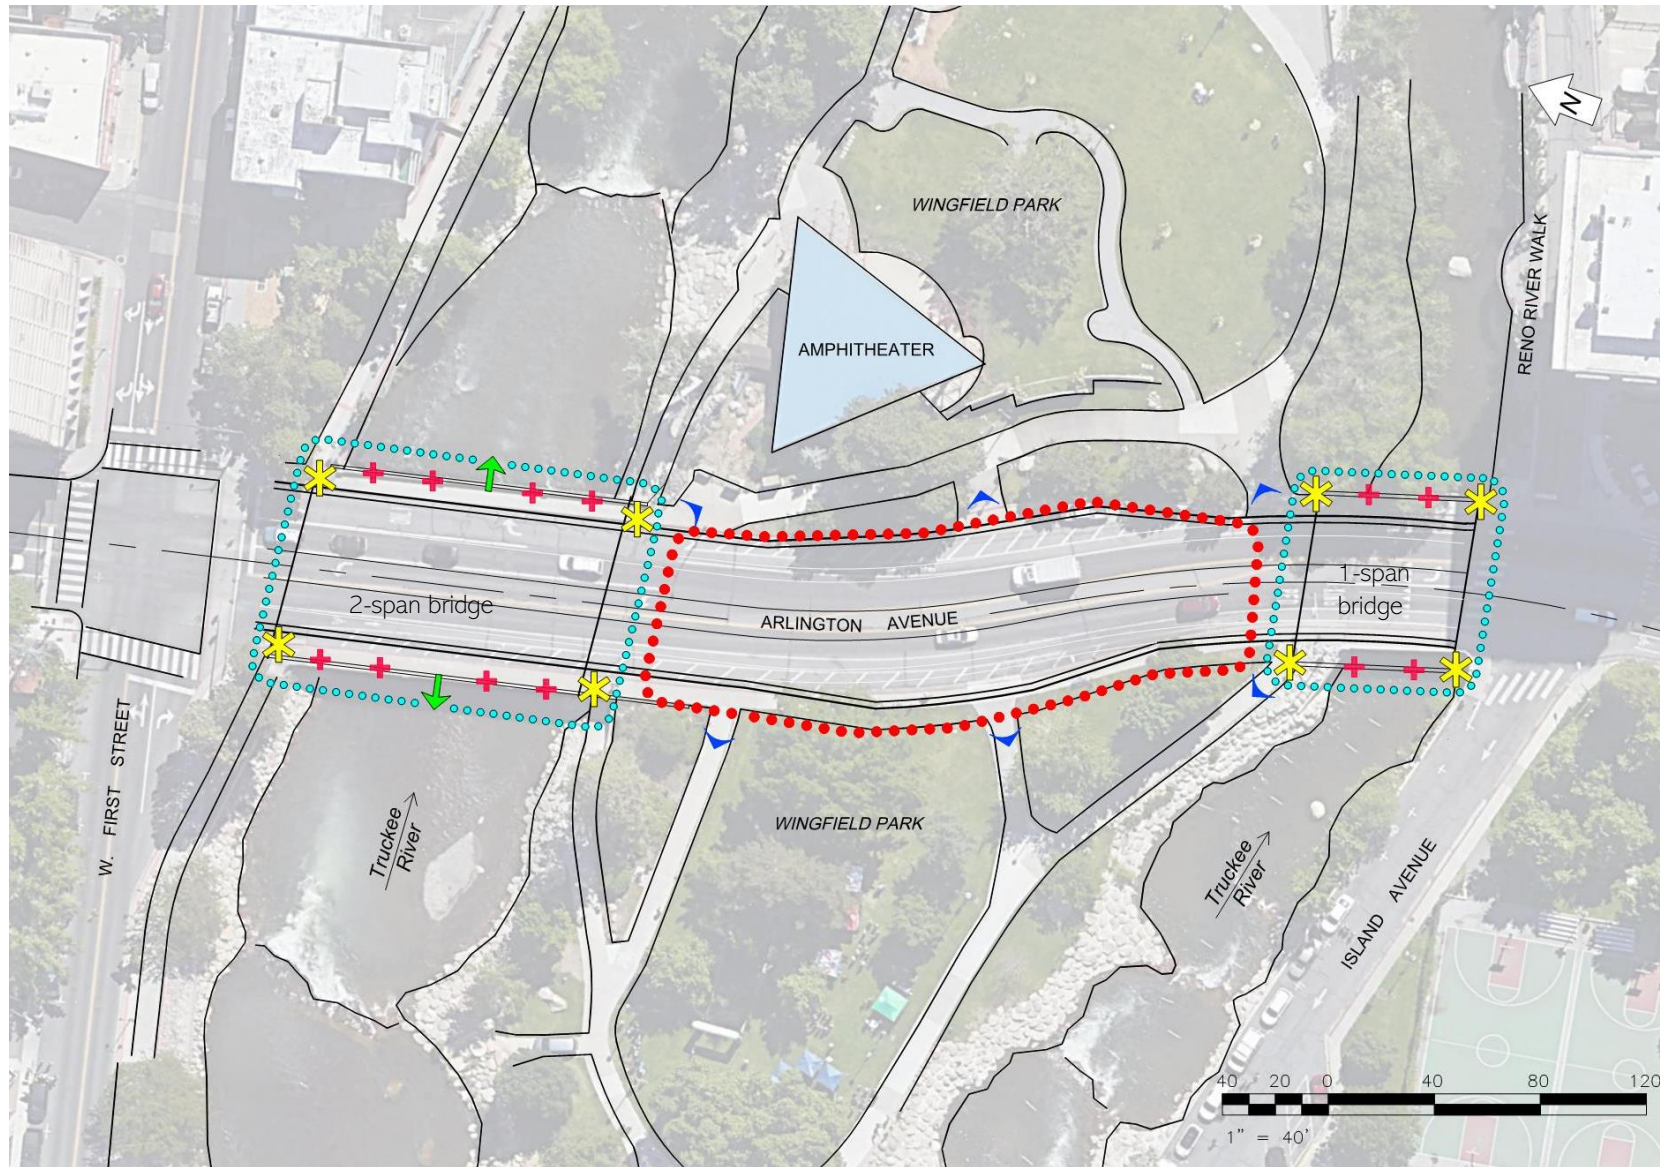 N
WINGFIELD PARK
RENO RIVER WALK
AMPHITHEATER
1-span
bridge
2-span bridge
ARLINGTON AVENUE
W. FIRST STREET
Truckee
River
WINGFIELD PARK
Truckee
River
ISLAND AVENUE
40 20 0 40 80 120
1" = 40'